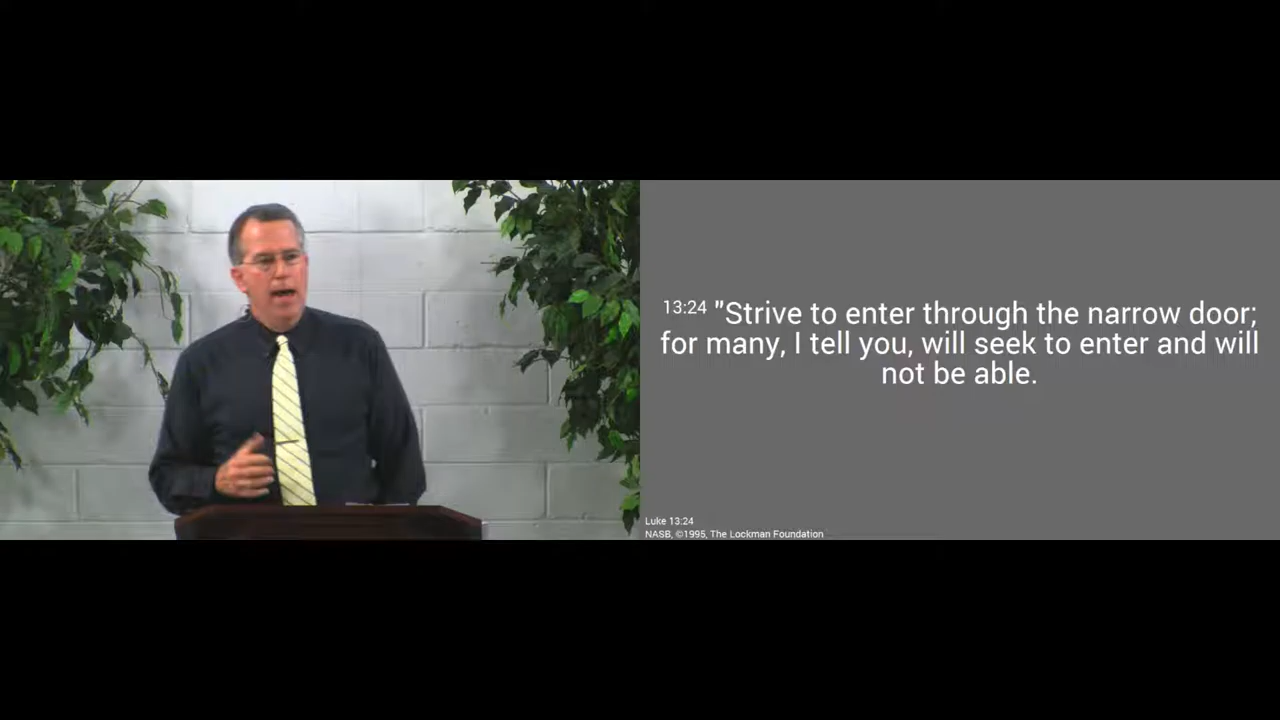 13:24 "Strive to enter through the narrow door;
for many, I tell you, will seek to enter and will
not be able.
Luke 13:24
NASB, ©1995, The Lockman Foundation